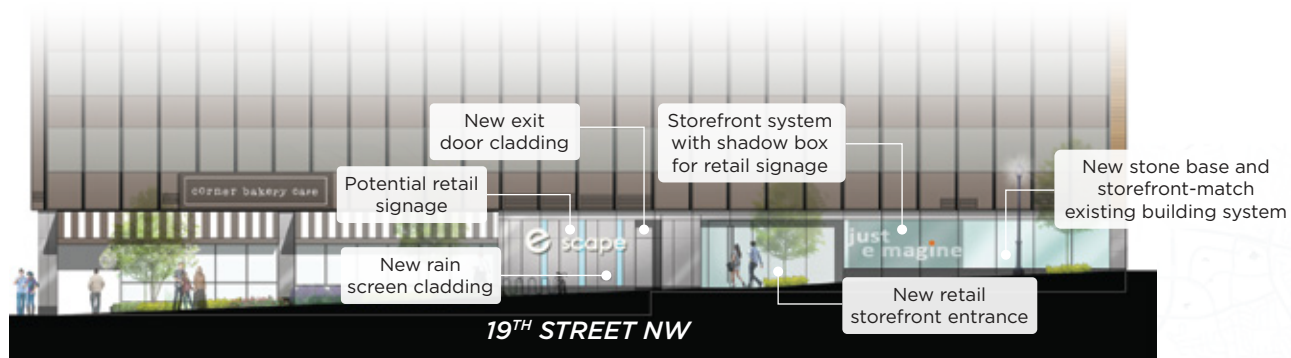 New exit
door cladding
Storefront system
with shadow box
for retail signage
New stone base and
storefront-match
existing building system
Potential retail
signage
corner bakery cafe
e scape
just
e magine
New rain
screen cladding
New retail
storefront entrance
19TH STREET NW